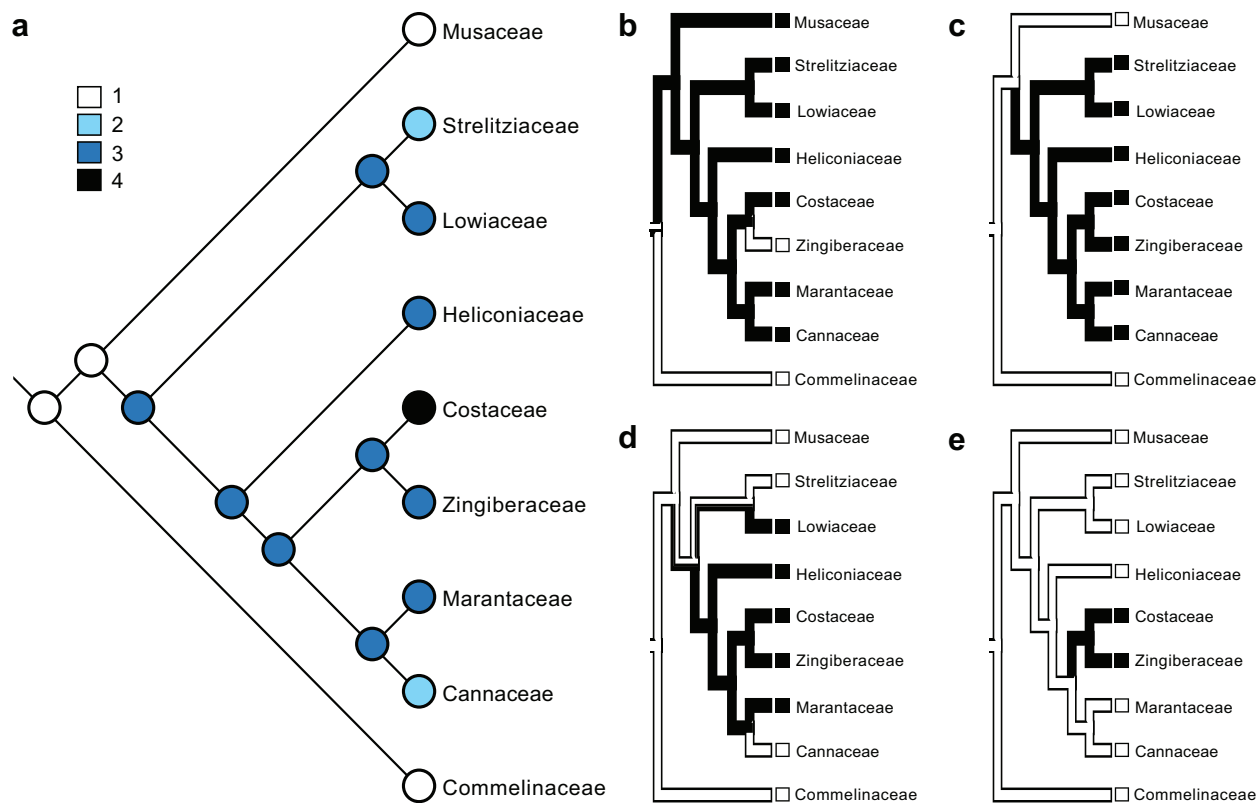 a
Musaceae
1
2
3
4
Strelitziaceae
Lowiaceae
Heliconiaceae
Costaceae
Zingiberaceae
Marantaceae
Cannaceae
Commelinaceae
b
Musaceae
Strelitziaceae
Lowiaceae
Heliconiaceae
Costaceae
Zingiberaceae
Marantaceae
Cannaceae
Commelinaceae
c
Musaceae
Strelitziaceae
Lowiaceae
Heliconiaceae
Costaceae
Zingiberaceae
Marantaceae
Cannaceae
Commelinaceae
d
Musaceae
Strelitziaceae
Lowiaceae
Heliconiaceae
Costaceae
Zingiberaceae
Marantaceae
Cannaceae
Commelinaceae
e
Musaceae
Strelitziaceae
Lowiaceae
Heliconiaceae
Costaceae
Zingiberaceae
Marantaceae
Cannaceae
Commelinaceae